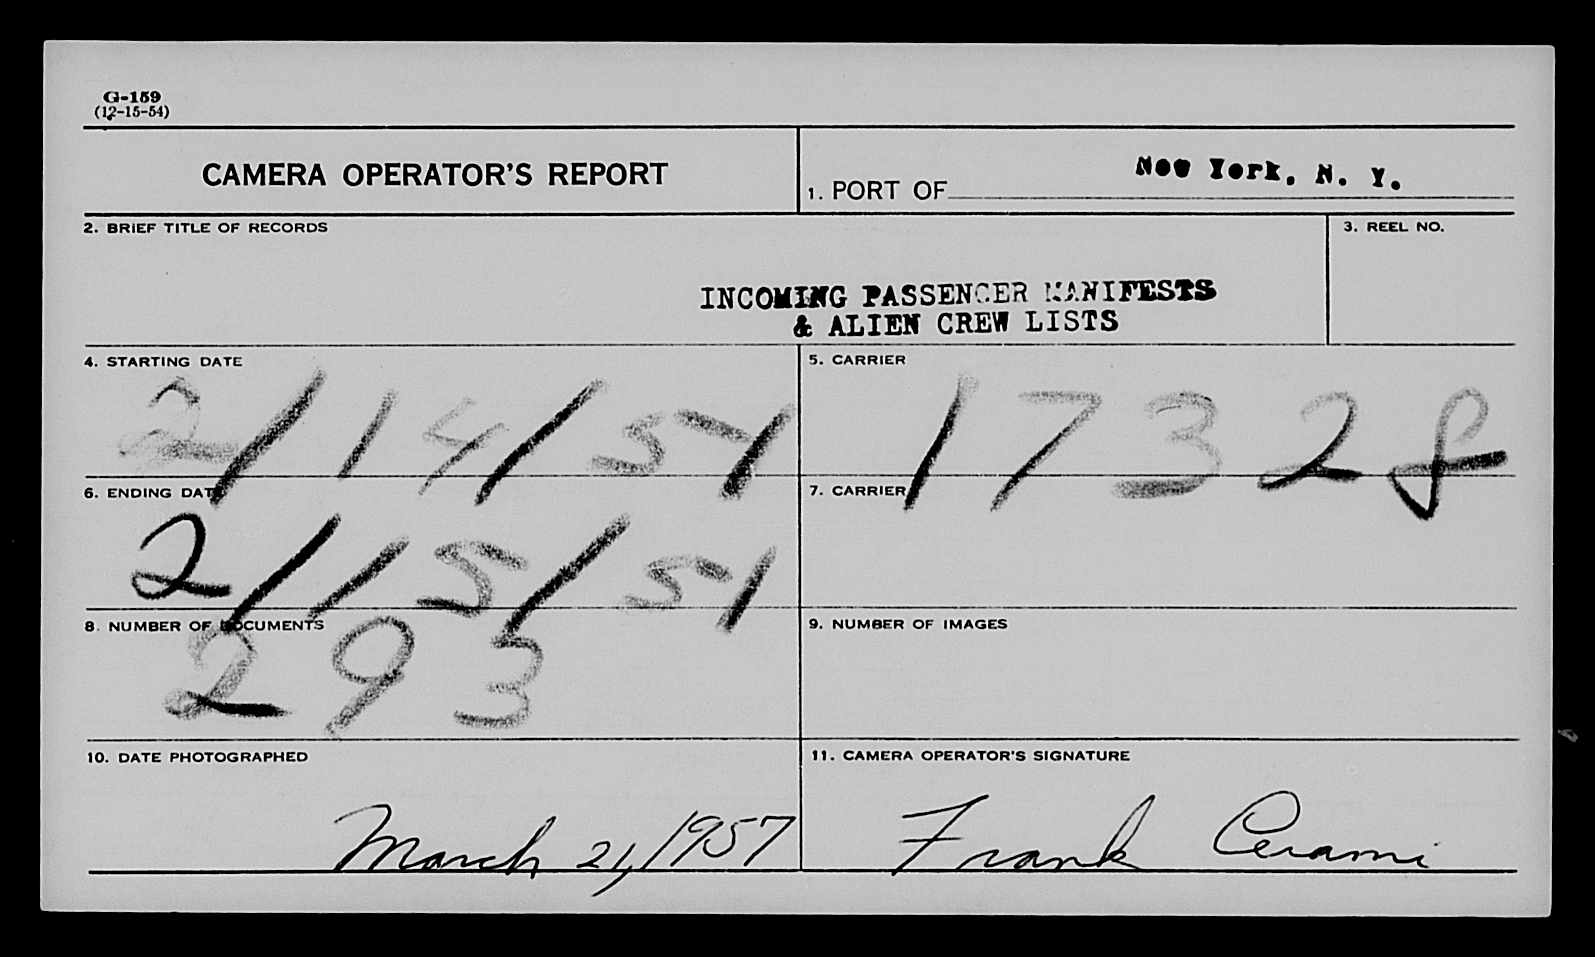 G-159
(12-15-54)
CAMERA OPERATOR'S REPORT
1. PORT OF New York, N. Y.
2. BRIEF TITLE OF RECORDS
3. REEL NO.
INCOMING PASSENGER MANIFESTS
& ALIEN CREW LISTS
4. STARTING DATE
5. CARRIER
2/14/51
17328
6. ENDING DATE
7. CARRIER
2/15/51
8. NUMBER OF DOCUMENTS
9. NUMBER OF IMAGES
293
10. DATE PHOTOGRAPHED
11. CAMERA OPERATOR'S SIGNATURE
March 21, 1957
Frank Cerami